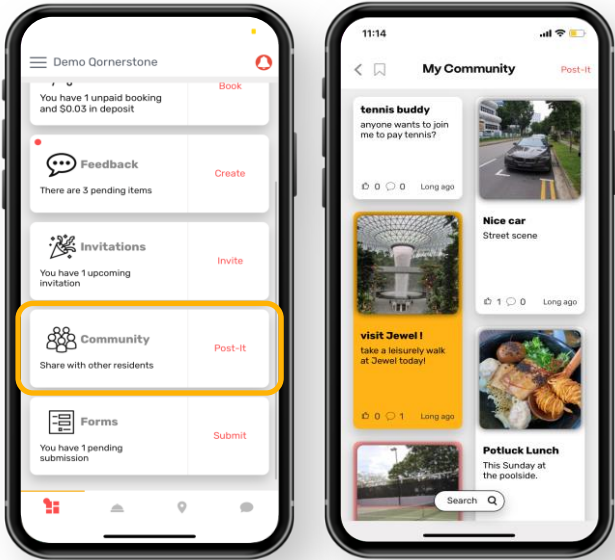 Demo Qornerstone
You have 1 unpaid booking
and $0.03 in deposit
Book
Feedback
There are 3 pending items
Create
Invitations
You have 1 upcoming
invitation
Invite
Community
Share with other residents
Post-It
Forms
You have 1 pending
submission
Submit
11:14
My Community
Post-It
tennis buddy
anyone wants to join
me to pay tennis?
0 0 Long ago
Nice car
Street scene
1 0 Long ago
visit Jewel !
take a leisurely walk
at Jewel today!
0 1 Long ago
Potluck Lunch
This Sunday at
the poolside.
Search